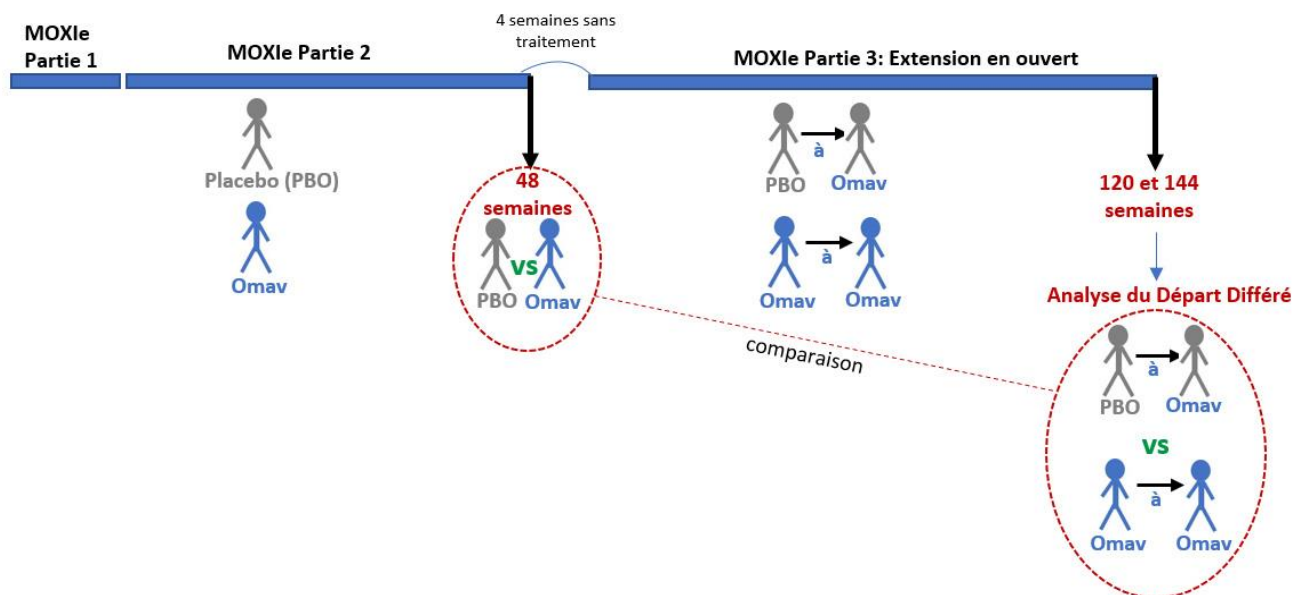 MOXIe
Partie 1
MOXIe Partie 2
4 semaines sans
traitement
MOXIe Partie 3: Extension en ouvert
Placebo (PBO)
Omav
48
semaines
vs
PBO Omav
à
PBO Omav
à
Omav Omav
comparaison
120 et 144
semaines
Analyse du Départ Différé
à
PBO Omav
vs
à
Omav Omav